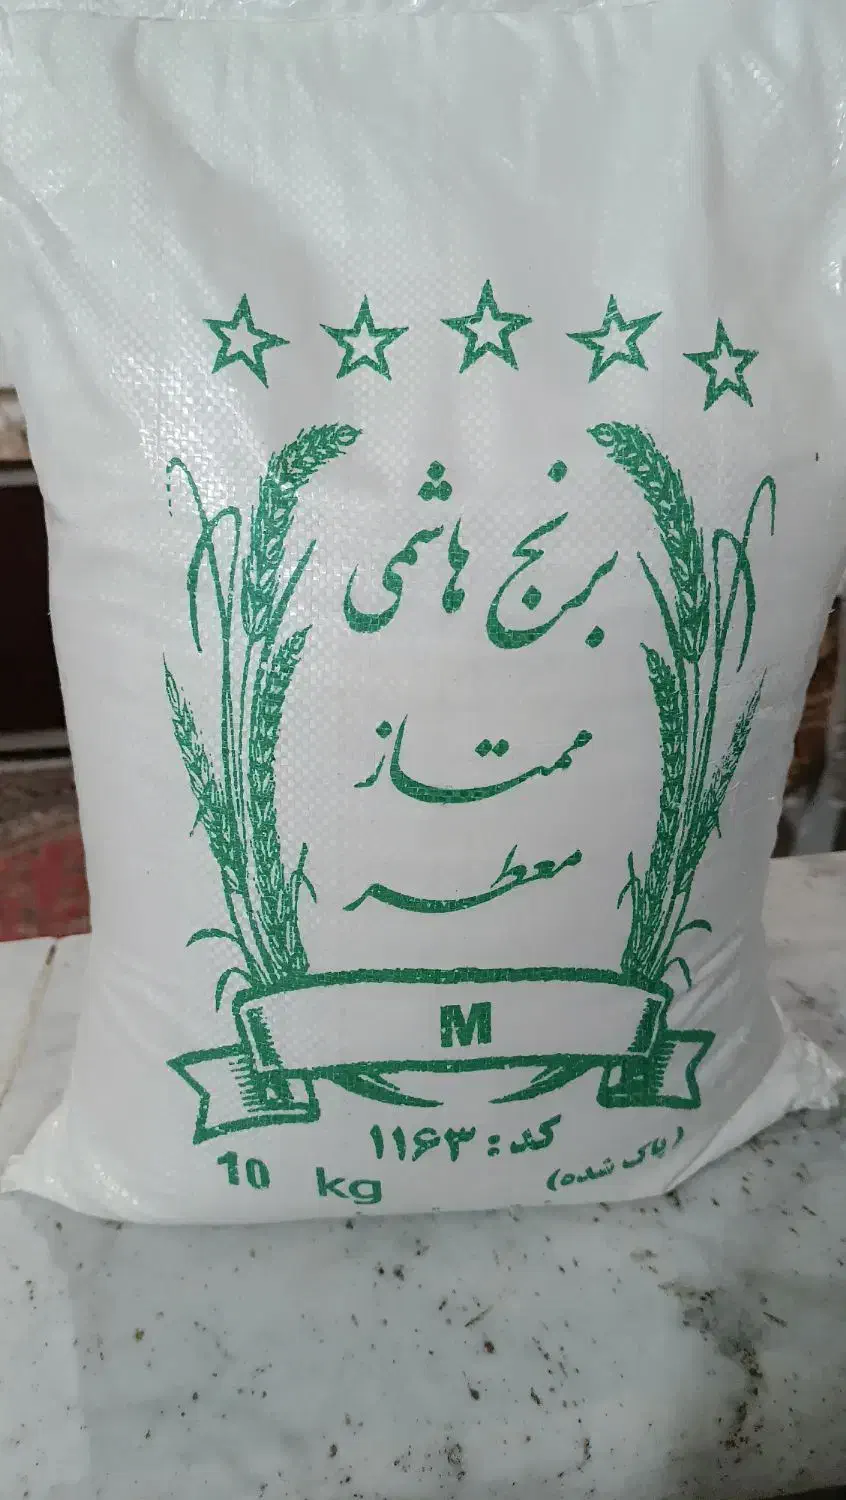 برنج هاشمی
ممتاز
معطر
M
کد: ۱۱۶۳
(پاک شده)
10 kg